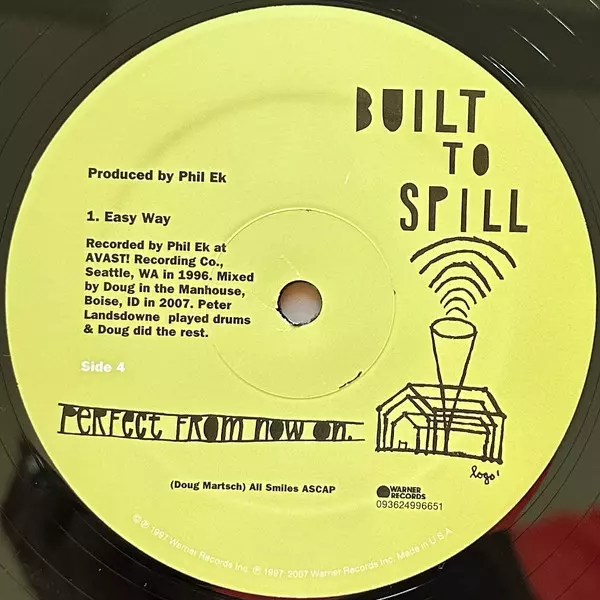 BUILT
TO
SPILL
Produced by Phil Ek
1. Easy Way
Recorded by Phil Ek at
AVAST! Recording Co.,
Seattle, WA in 1996. Mixed
by Doug in the Manhouse,
Boise, ID in 2007. Peter
Landsdowne played drums
& Doug did the rest.
Side 4
PERFECT FROM NOW ON.
logo'
(Doug Martsch) All Smiles ASCAP
WARNER
RECORDS
093624996651
© ℗ 1997 Warner Records Inc. ℗ 1997, 2007 Warner Records Inc. Made in U.S.A.